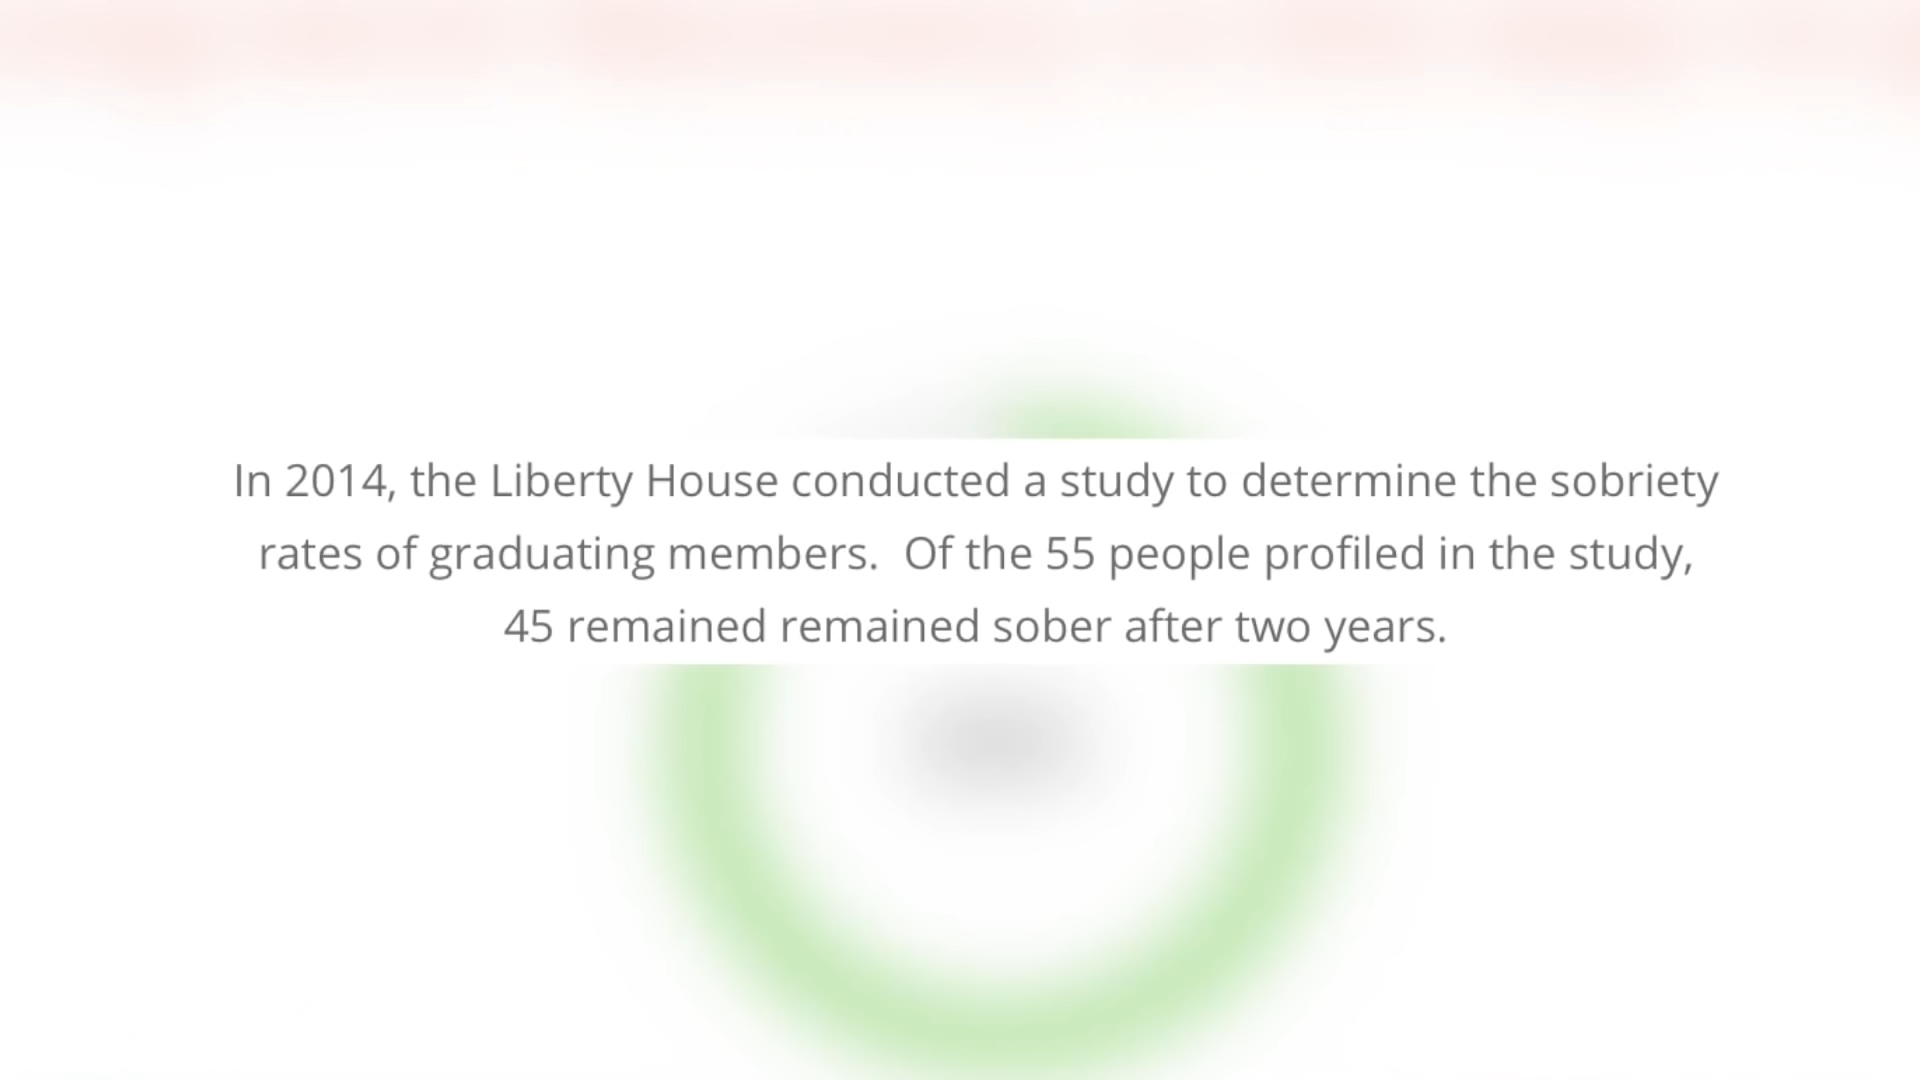 In 2014, the Liberty House conducted a study to determine the sobriety
rates of graduating members.  Of the 55 people profiled in the study,
45 remained remained sober after two years.